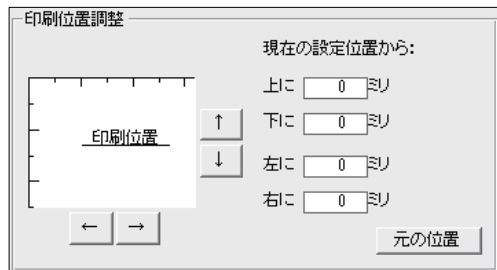 印刷位置調整
現在の設定位置から:
上に 0 ミリ
下に 0 ミリ
左に 0 ミリ
右に 0 ミリ
印刷位置
↑
↓
← →
元の位置